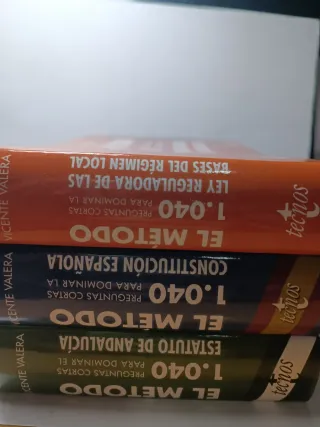 VICENTE VALERA
EL MÉTODO
1.040
PREGUNTAS CORTAS
PARA DOMINAR LA
LEY REGULADORA DE LAS
BASES DEL RÉGIMEN LOCAL
tecnos
VICENTE VALERA
EL MÉTODO
1.040
PREGUNTAS CORTAS
PARA DOMINAR LA
CONSTITUCIÓN ESPAÑOLA
tecnos
VICENTE VALERA
EL MÉTODO
1.040
PREGUNTAS CORTAS
PARA DOMINAR EL
ESTATUTO DE ANDALUCÍA
tecnos